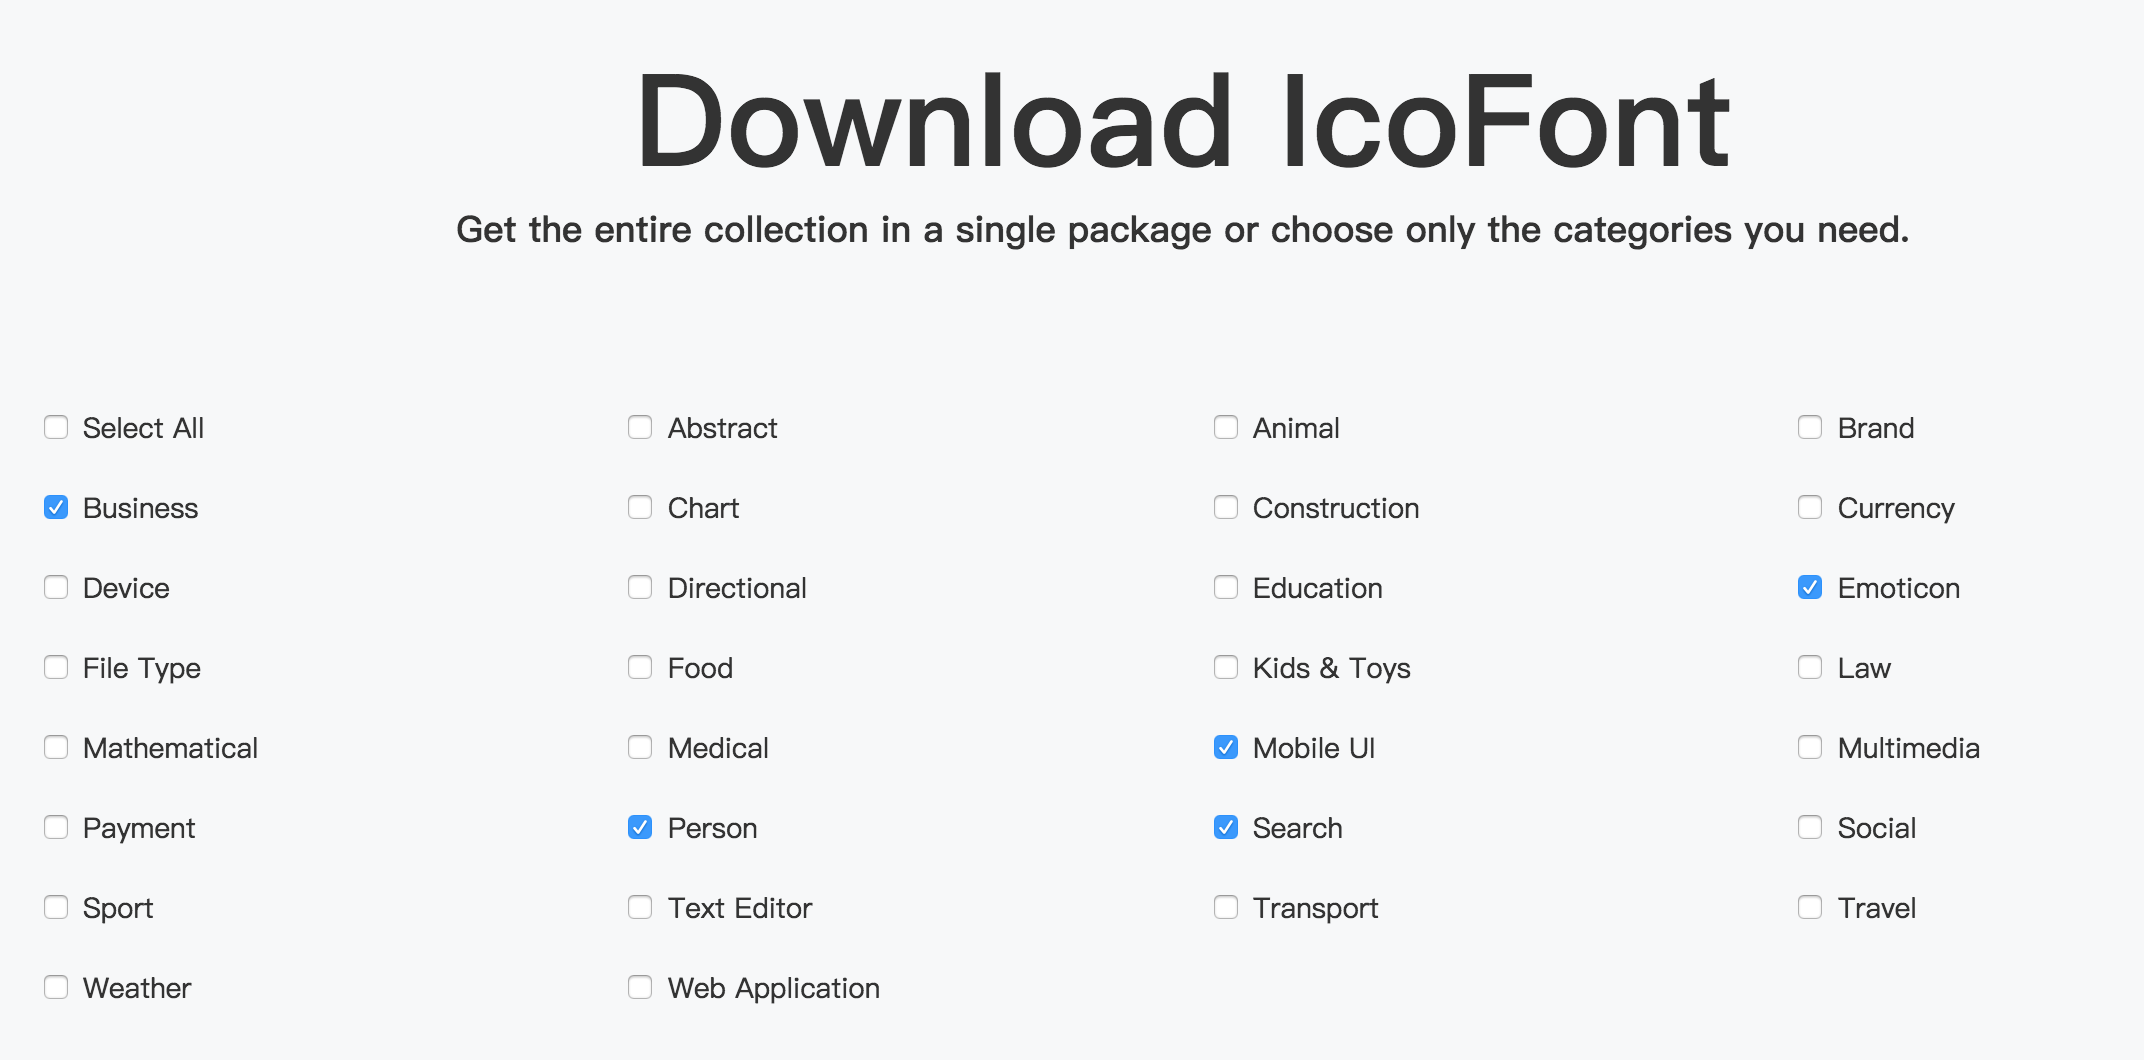 Download IcoFont
Get the entire collection in a single package or choose only the categories you need.
Select All
Abstract
Animal
Brand
Business
Chart
Construction
Currency
Device
Directional
Education
Emoticon
File Type
Food
Kids & Toys
Law
Mathematical
Medical
Mobile UI
Multimedia
Payment
Person
Search
Social
Sport
Text Editor
Transport
Travel
Weather
Web Application